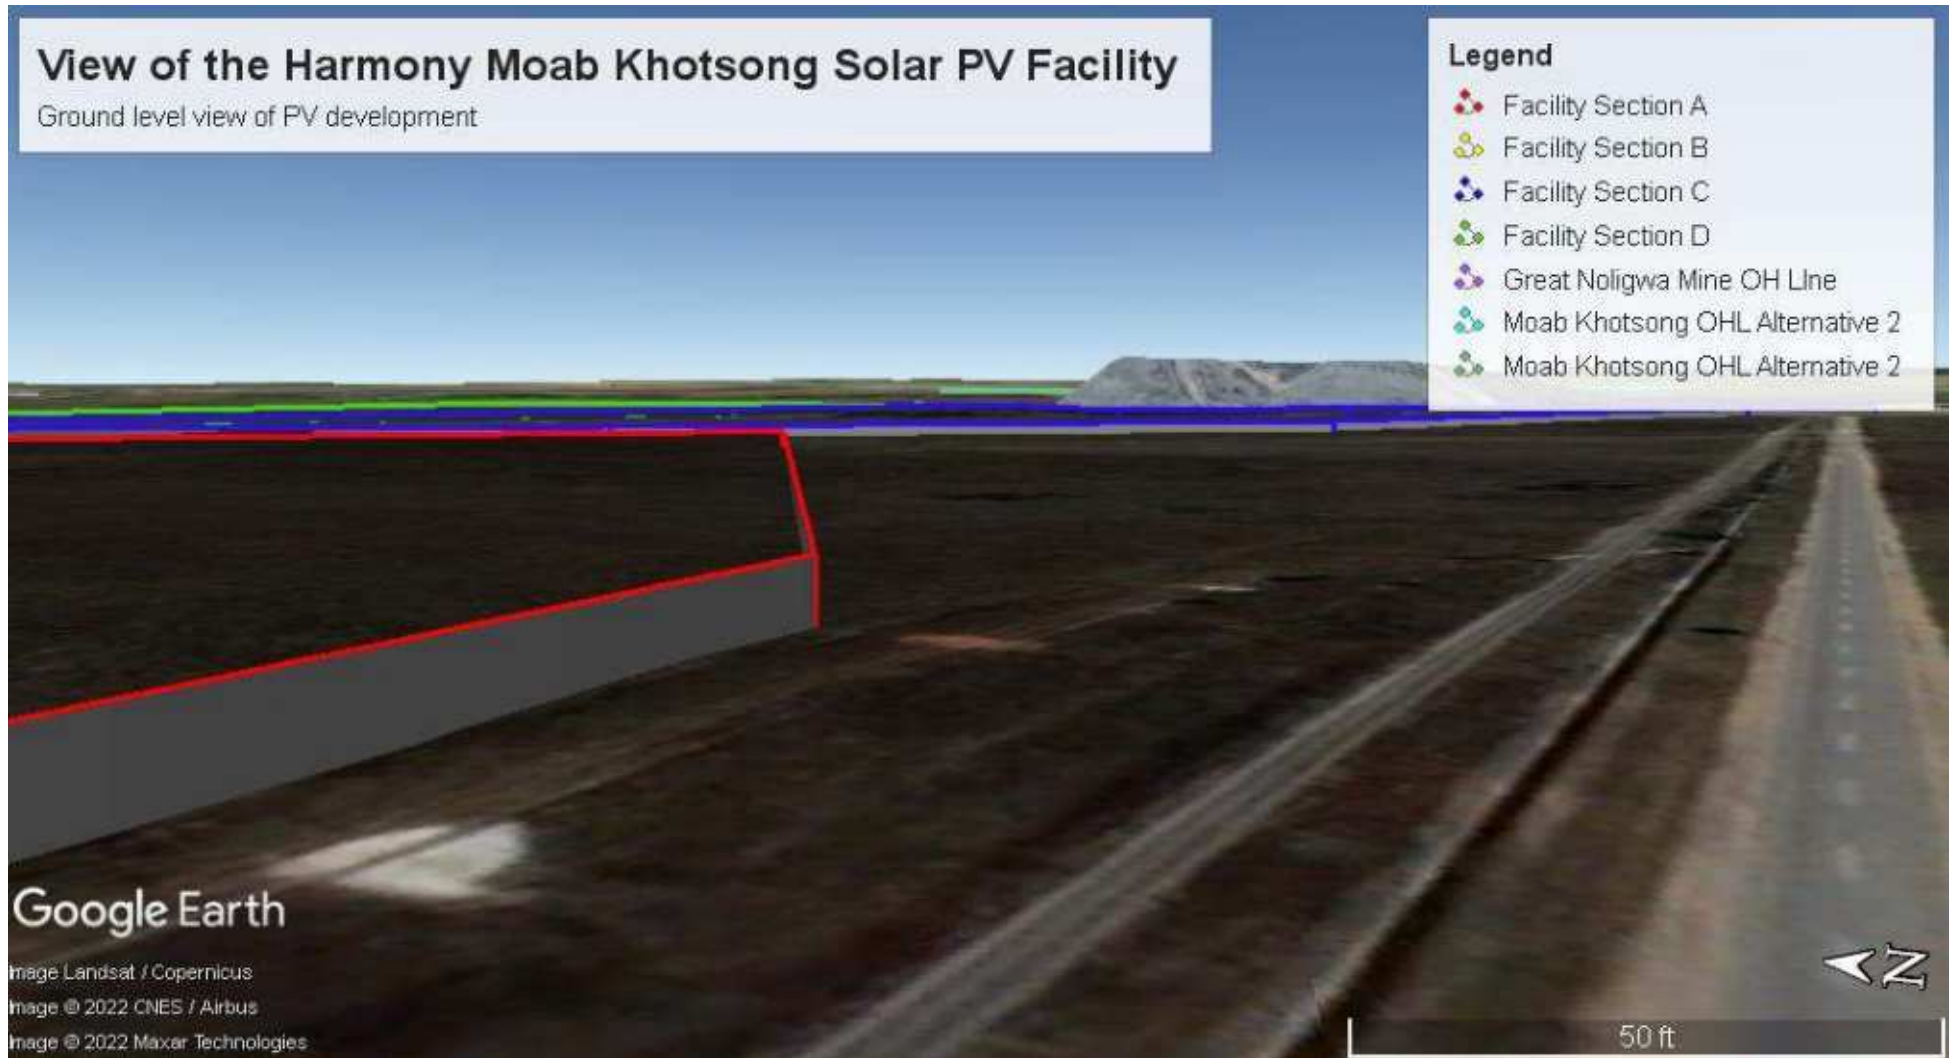 View of the Harmony Moab Khotsong Solar PV Facility
Ground level view of PV development
Legend
Facility Section A
Facility Section B
Facility Section C
Facility Section D
Great Noligwa Mine OH LIne
Moab Khotsong OHL Alternative 2
Moab Khotsong OHL Alternative 2
Google Earth
Image Landsat / Copernicus
Image © 2022 CNES / Airbus
Image © 2022 Maxar Technologies
N
50 ft